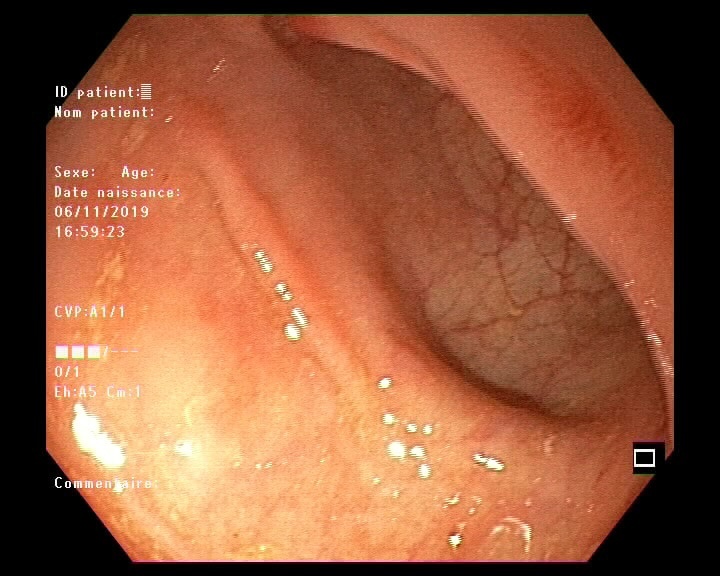 ID patient:
Nom patient:
Sexe: Age:
Date naissance:
06/11/2019
16:59:23
CVP:A1/1
/---
0/1
Eh:A5 Cm:1
Commentaire: